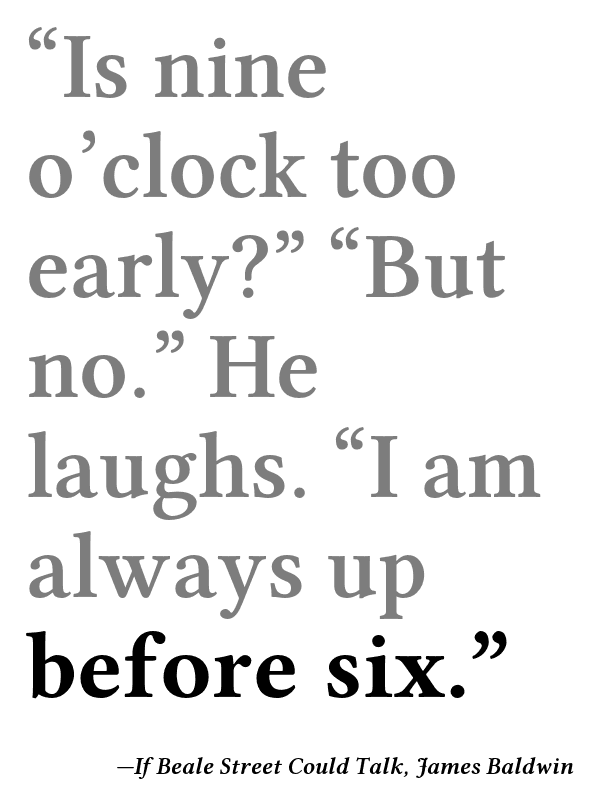 “Is nine
o’clock too
early?” “But
no.” He
laughs. “I am
always up
before six.”
—If Beale Street Could Talk, James Baldwin